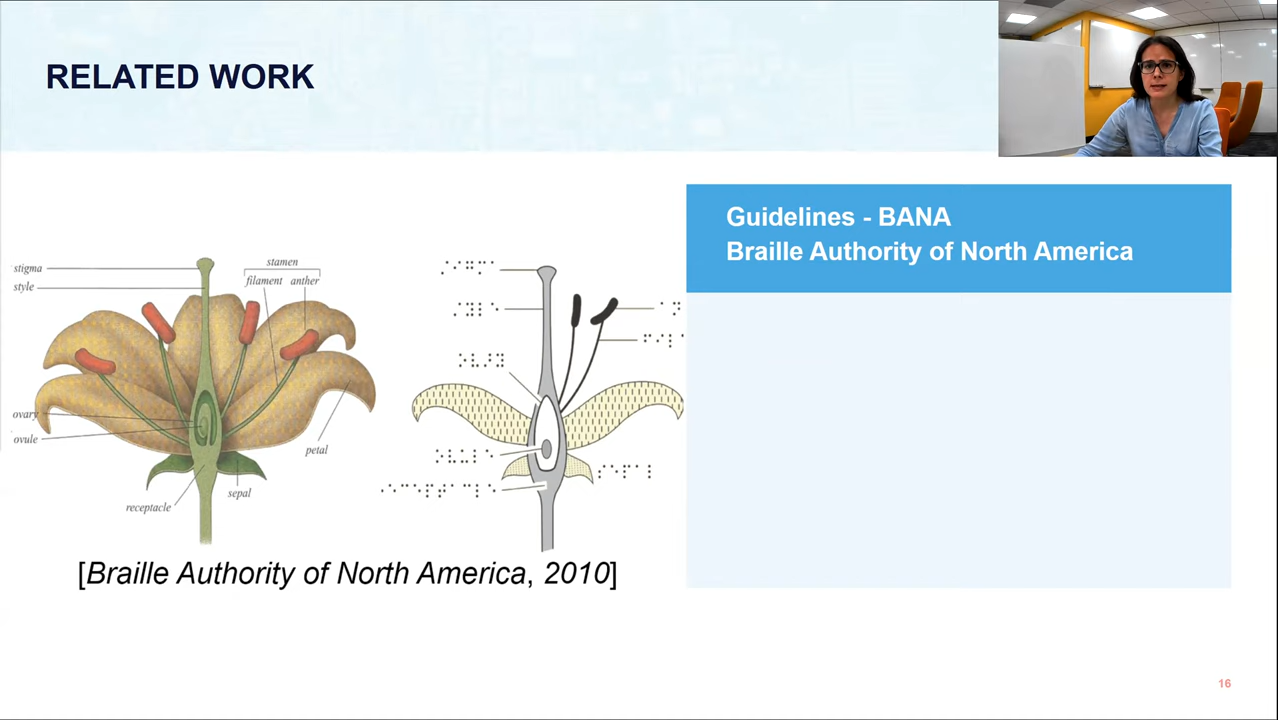 RELATED WORK
Guidelines - BANA
Braille Authority of North America
stigma
style
stamen
filament anther
ovary
ovule
petal
sepal
receptacle
[Braille Authority of North America, 2010]
16